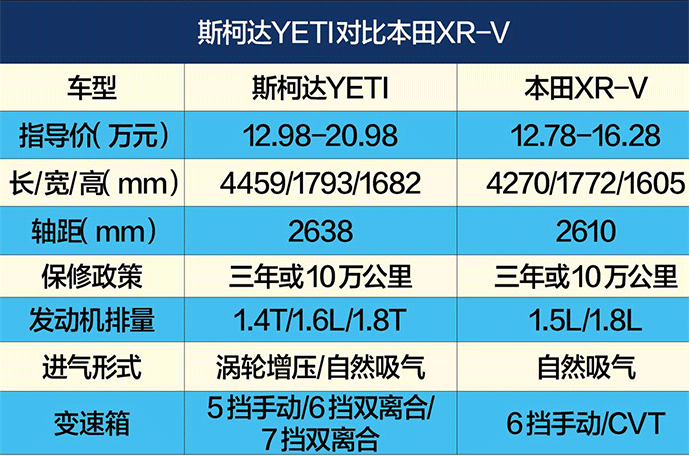 斯柯达YETI对比本田XR-V
车型 斯柯达YETI 本田XR-V
指导价(万元) 12.98-20.98 12.78-16.28
长/宽/高(mm) 4459/1793/1682 4270/1772/1605
轴距(mm) 2638 2610
保修政策 三年或10万公里 三年或10万公里
发动机排量 1.4T/1.6L/1.8T 1.5L/1.8L
进气形式 涡轮增压/自然吸气 自然吸气
变速箱 5挡手动/6挡双离合/ 6挡手动/CVT
7挡双离合